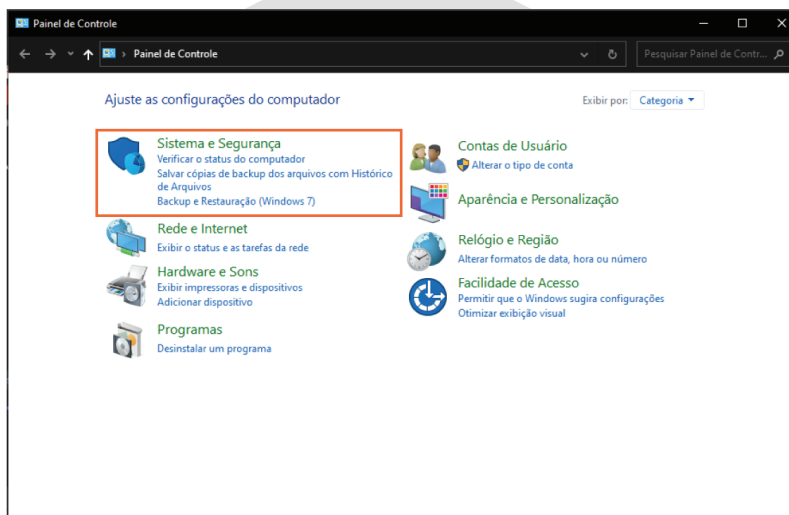 Painel de Controle
Painel de Controle
Pesquisar Painel de Contr...
Ajuste as configurações do computador
Exibir por: Categoria
Sistema e Segurança
Verificar o status do computador
Salvar cópias de backup dos arquivos com Histórico
de Arquivos
Backup e Restauração (Windows 7)
Rede e Internet
Exibir o status e as tarefas da rede
Hardware e Sons
Exibir impressoras e dispositivos
Adicionar dispositivo
Programas
Desinstalar um programa
Contas de Usuário
Alterar o tipo de conta
Aparência e Personalização
Relógio e Região
Alterar formatos de data, hora ou número
Facilidade de Acesso
Permitir que o Windows sugira configurações
Otimizar exibição visual